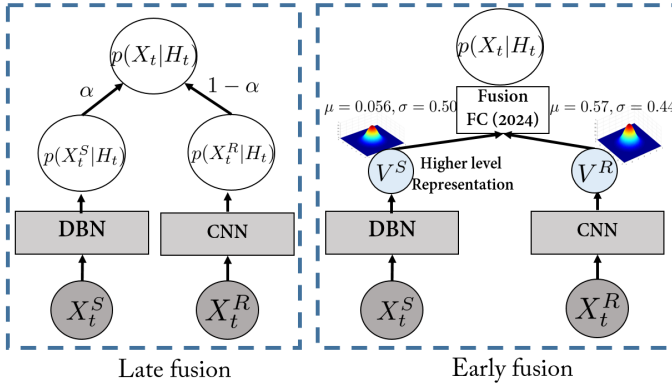 p(X_t|H_t)
α
1 − α
p(X_t^S|H_t)
p(X_t^R|H_t)
DBN
CNN
X_t^S
X_t^R
Late fusion
p(X_t|H_t)
μ = 0.056, σ = 0.50
Fusion
FC (2024)
μ = 0.57, σ = 0.44
V^S
Higher level
Representation
V^R
DBN
CNN
X_t^S
X_t^R
Early fusion